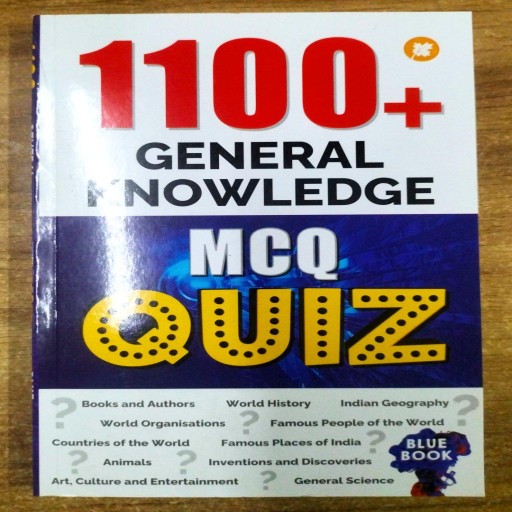 1100+
GENERAL
KNOWLEDGE
MCQ
QUIZ
? Books and Authors World History Indian Geography ?
World Organisations ? Famous People of the World
Countries of the World Famous Places of India ?
? Animals ? Inventions and Discoveries
Art, Culture and Entertainment ? General Science
BLUE
BOOK